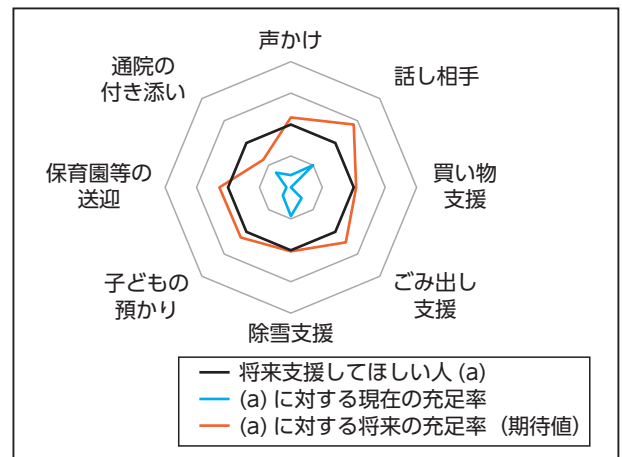 声かけ
話し相手
買い物
支援
ごみ出し
支援
除雪支援
子どもの
預かり
保育園等の
送迎
通院の
付き添い
将来支援してほしい人 (a)
(a) に対する現在の充足率
(a) に対する将来の充足率（期待値）